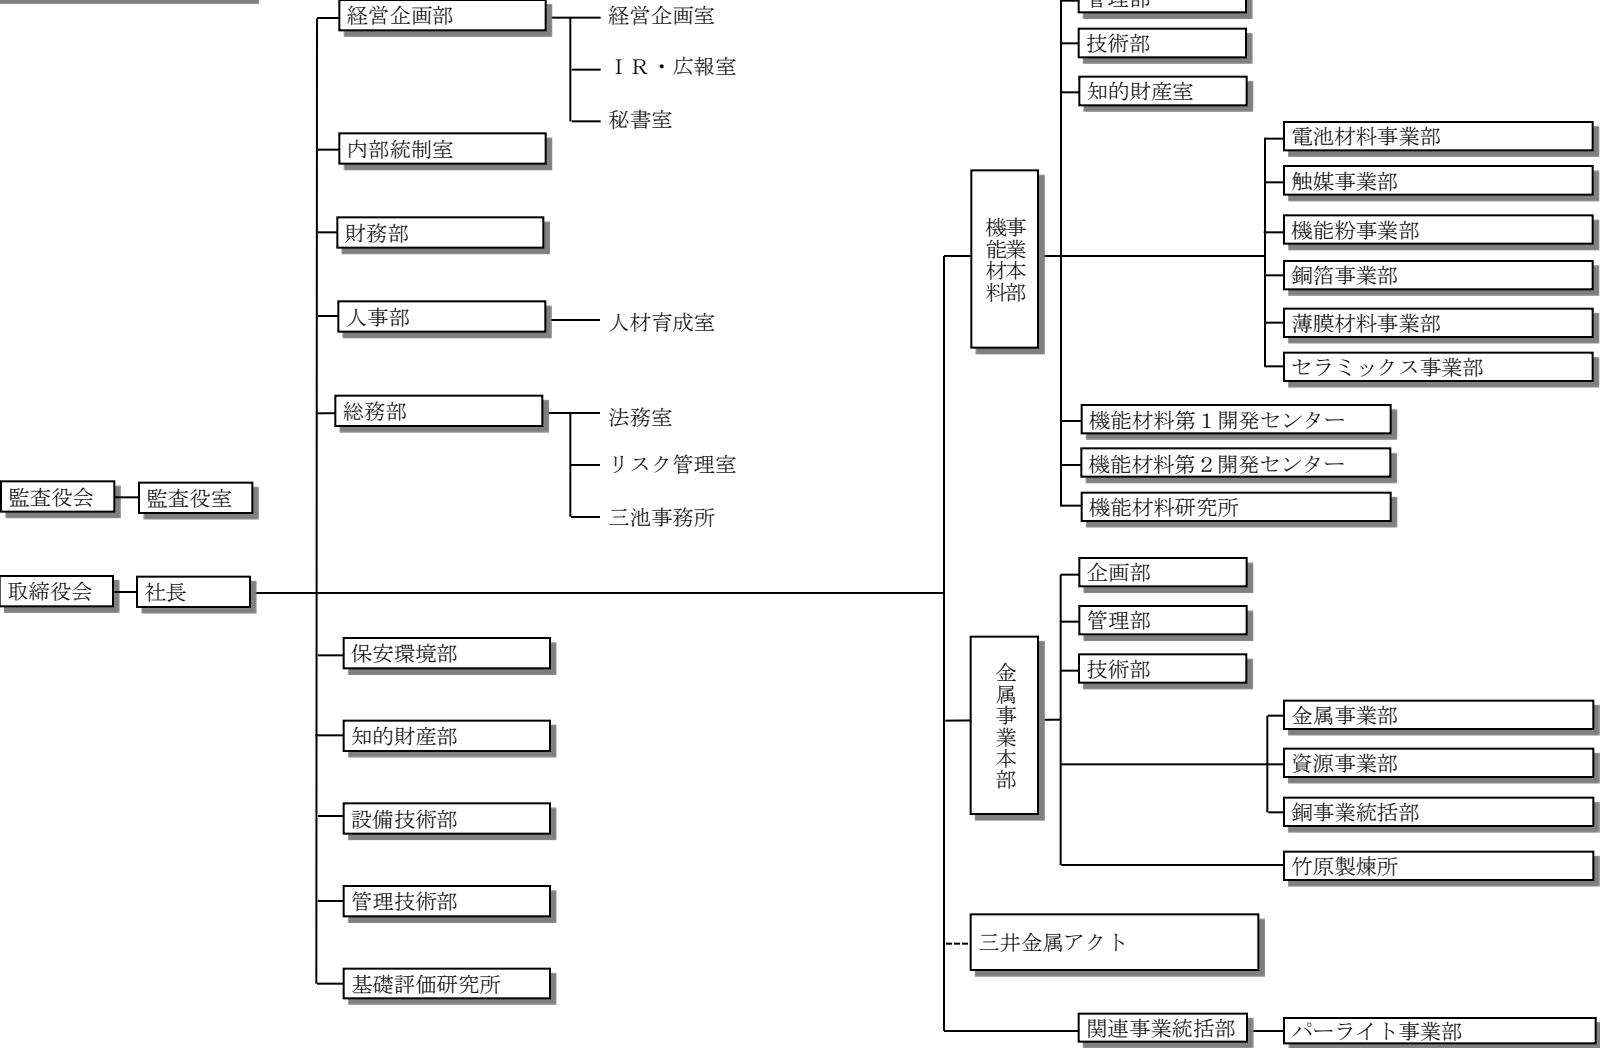 経営企画部
経営企画室
ＩＲ・広報室
秘書室
内部統制室
財務部
人事部
人材育成室
総務部
法務室
リスク管理室
三池事務所
監査役会
監査役室
取締役会
社長
保安環境部
知的財産部
設備技術部
管理技術部
基礎評価研究所
管理部
技術部
知的財産室
機能材料
事業本部
電池材料事業部
触媒事業部
機能粉事業部
銅箔事業部
薄膜材料事業部
セラミックス事業部
機能材料第１開発センター
機能材料第２開発センター
機能材料研究所
金属事業本部
企画部
管理部
技術部
金属事業部
資源事業部
銅事業統括部
竹原製煉所
三井金属アクト
関連事業統括部
パーライト事業部